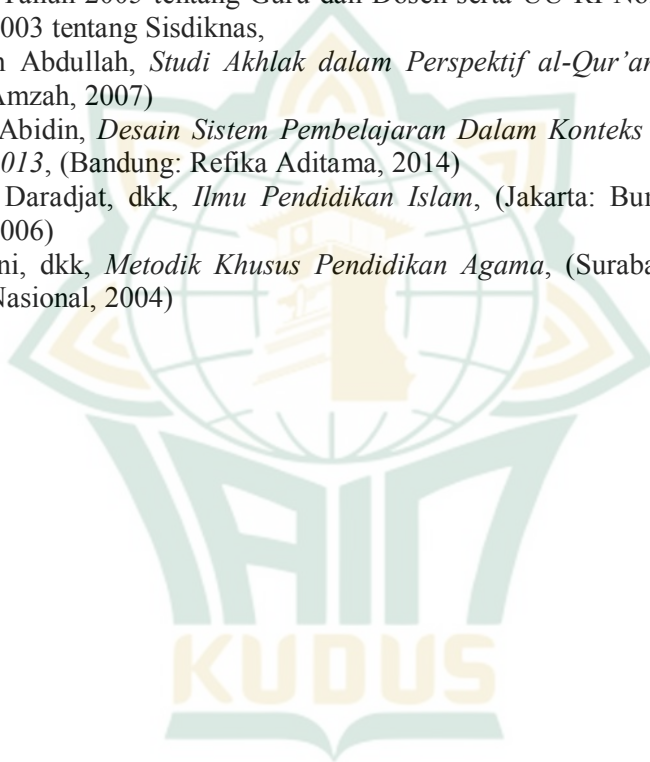 Tahun 2005 tentang Guru dan Dosen serta UU RI No
003 tentang Sisdiknas,
n Abdullah, Studi Akhlak dalam Perspektif al-Qur’an
Amzah, 2007)
Abidin, Desain Sistem Pembelajaran Dalam Konteks
013, (Bandung: Refika Aditama, 2014)
Daradjat, dkk, Ilmu Pendidikan Islam, (Jakarta: Bum
006)
ni, dkk, Metodik Khusus Pendidikan Agama, (Suraba
Nasional, 2004)
IAIN
KUDUS